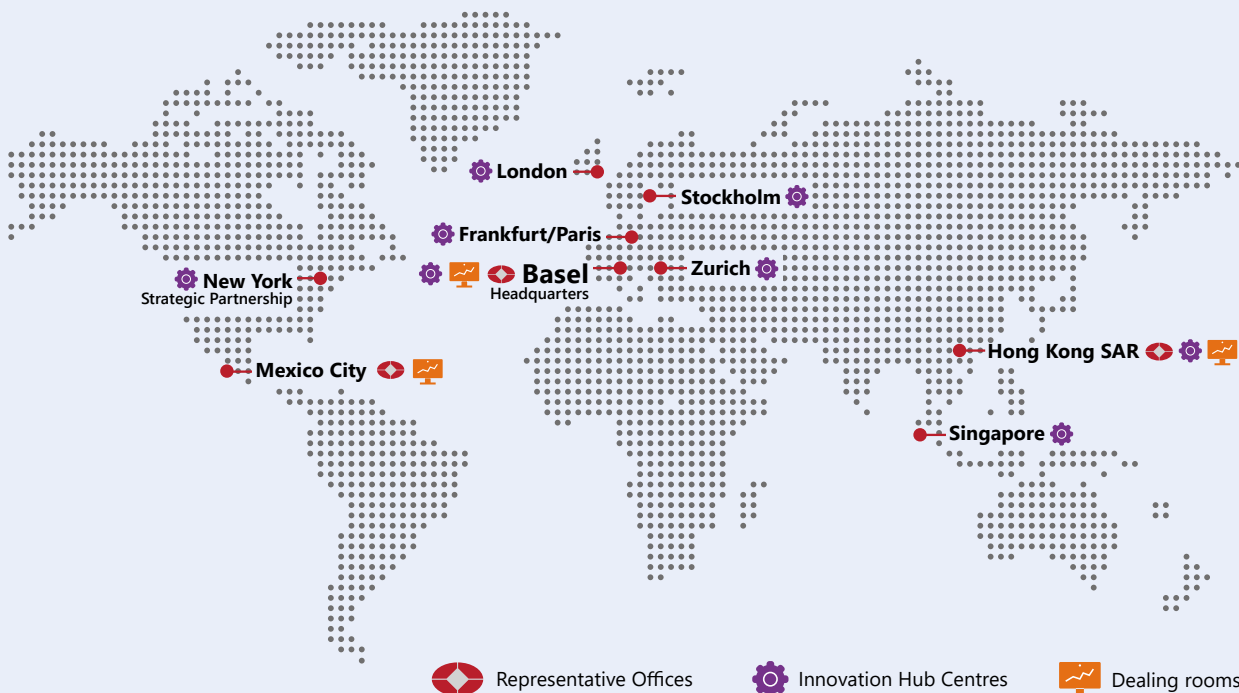 London
Stockholm
Frankfurt/Paris
Basel
Headquarters
Zurich
New York
Strategic Partnership
Hong Kong SAR
Mexico City
Singapore
Representative Offices
Innovation Hub Centres
Dealing rooms